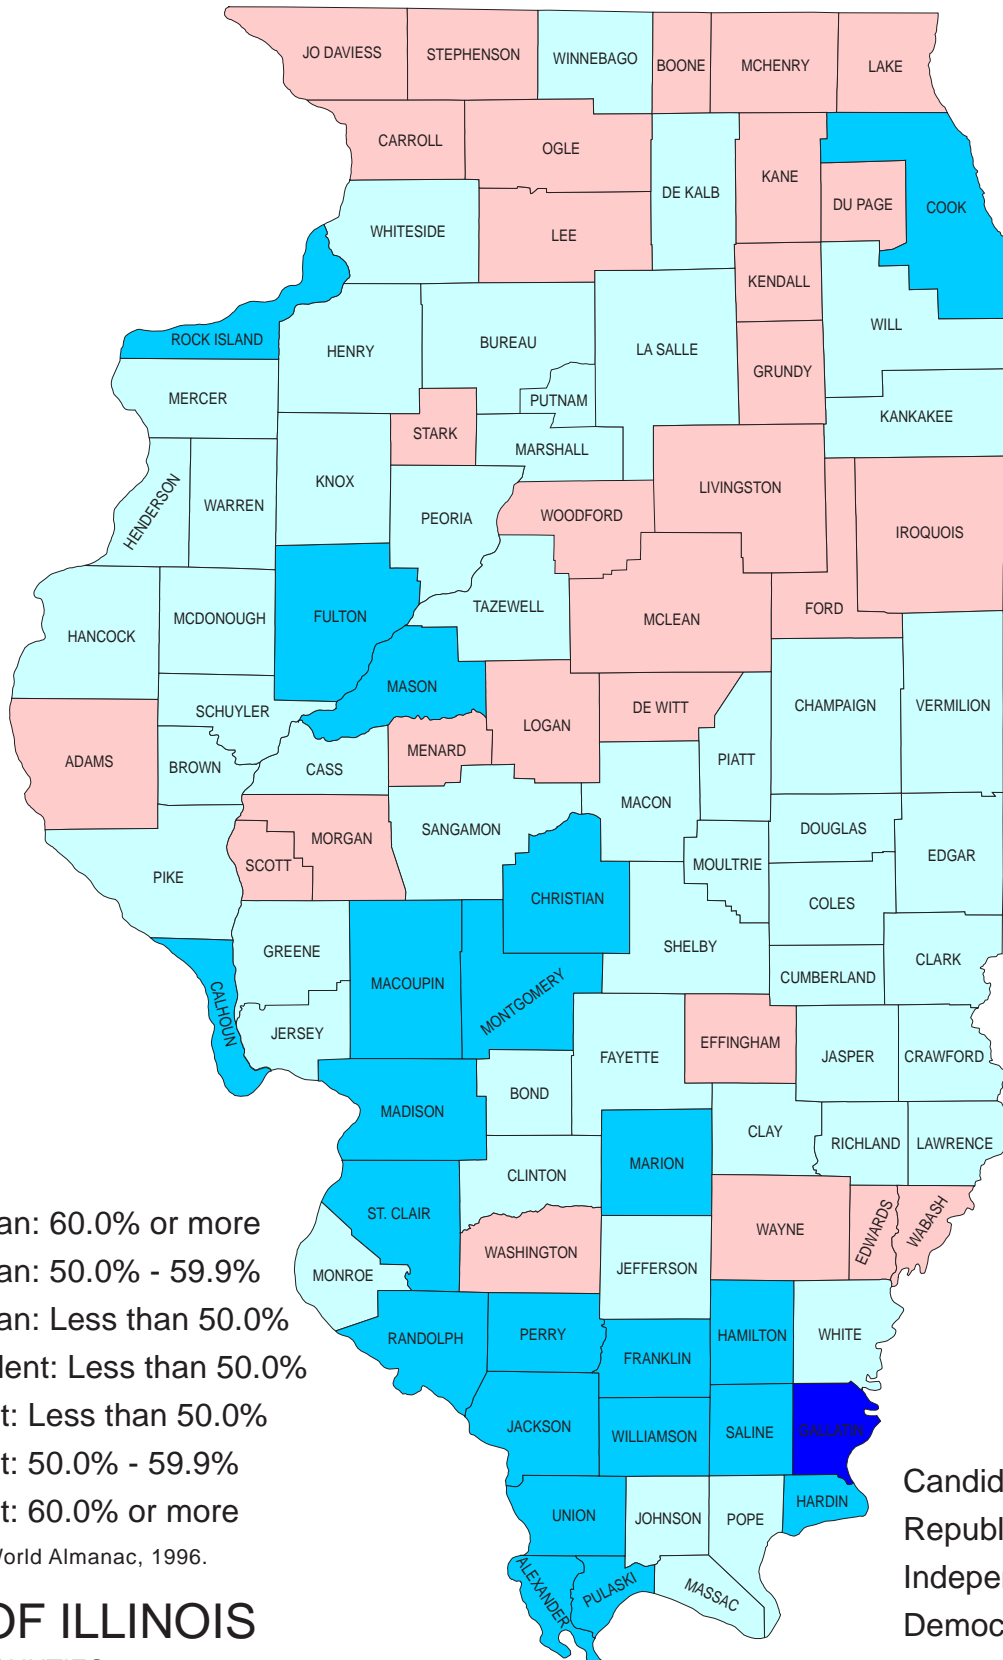 JO DAVIESS
STEPHENSON
WINNEBAGO
BOONE
MCHENRY
LAKE
CARROLL
OGLE
DE KALB
KANE
DU PAGE
COOK
WHITESIDE
LEE
KENDALL
WILL
ROCK ISLAND
HENRY
BUREAU
LA SALLE
GRUNDY
MERCER
PUTNAM
KANKAKEE
STARK
MARSHALL
HENDERSON
WARREN
KNOX
PEORIA
WOODFORD
LIVINGSTON
IROQUOIS
HANCOCK
MCDONOUGH
FULTON
TAZEWELL
MCLEAN
FORD
MASON
SCHUYLER
LOGAN
DE WITT
CHAMPAIGN
VERMILION
ADAMS
BROWN
CASS
MENARD
PIATT
MACON
SCOTT
MORGAN
SANGAMON
DOUGLAS
EDGAR
PIKE
CHRISTIAN
MOULTRIE
COLES
GREENE
MACOUPIN
MONTGOMERY
SHELBY
CUMBERLAND
CLARK
CALHOUN
JERSEY
FAYETTE
EFFINGHAM
JASPER
CRAWFORD
MADISON
BOND
CLAY
RICHLAND
LAWRENCE
MARION
CLINTON
ST. CLAIR
WASHINGTON
WAYNE
EDWARDS
WABASH
MONROE
JEFFERSON
RANDOLPH
PERRY
FRANKLIN
HAMILTON
WHITE
JACKSON
WILLIAMSON
SALINE
GALLATIN
UNION
JOHNSON
POPE
HARDIN
ALEXANDER
PULASKI
MASSAC
an: 60.0% or more
an: 50.0% - 59.9%
an: Less than 50.0%
dent: Less than 50.0%
t: Less than 50.0%
t: 50.0% - 59.9%
t: 60.0% or more
World Almanac, 1996.
OF ILLINOIS
Candid
Republ
Indepen
Democ